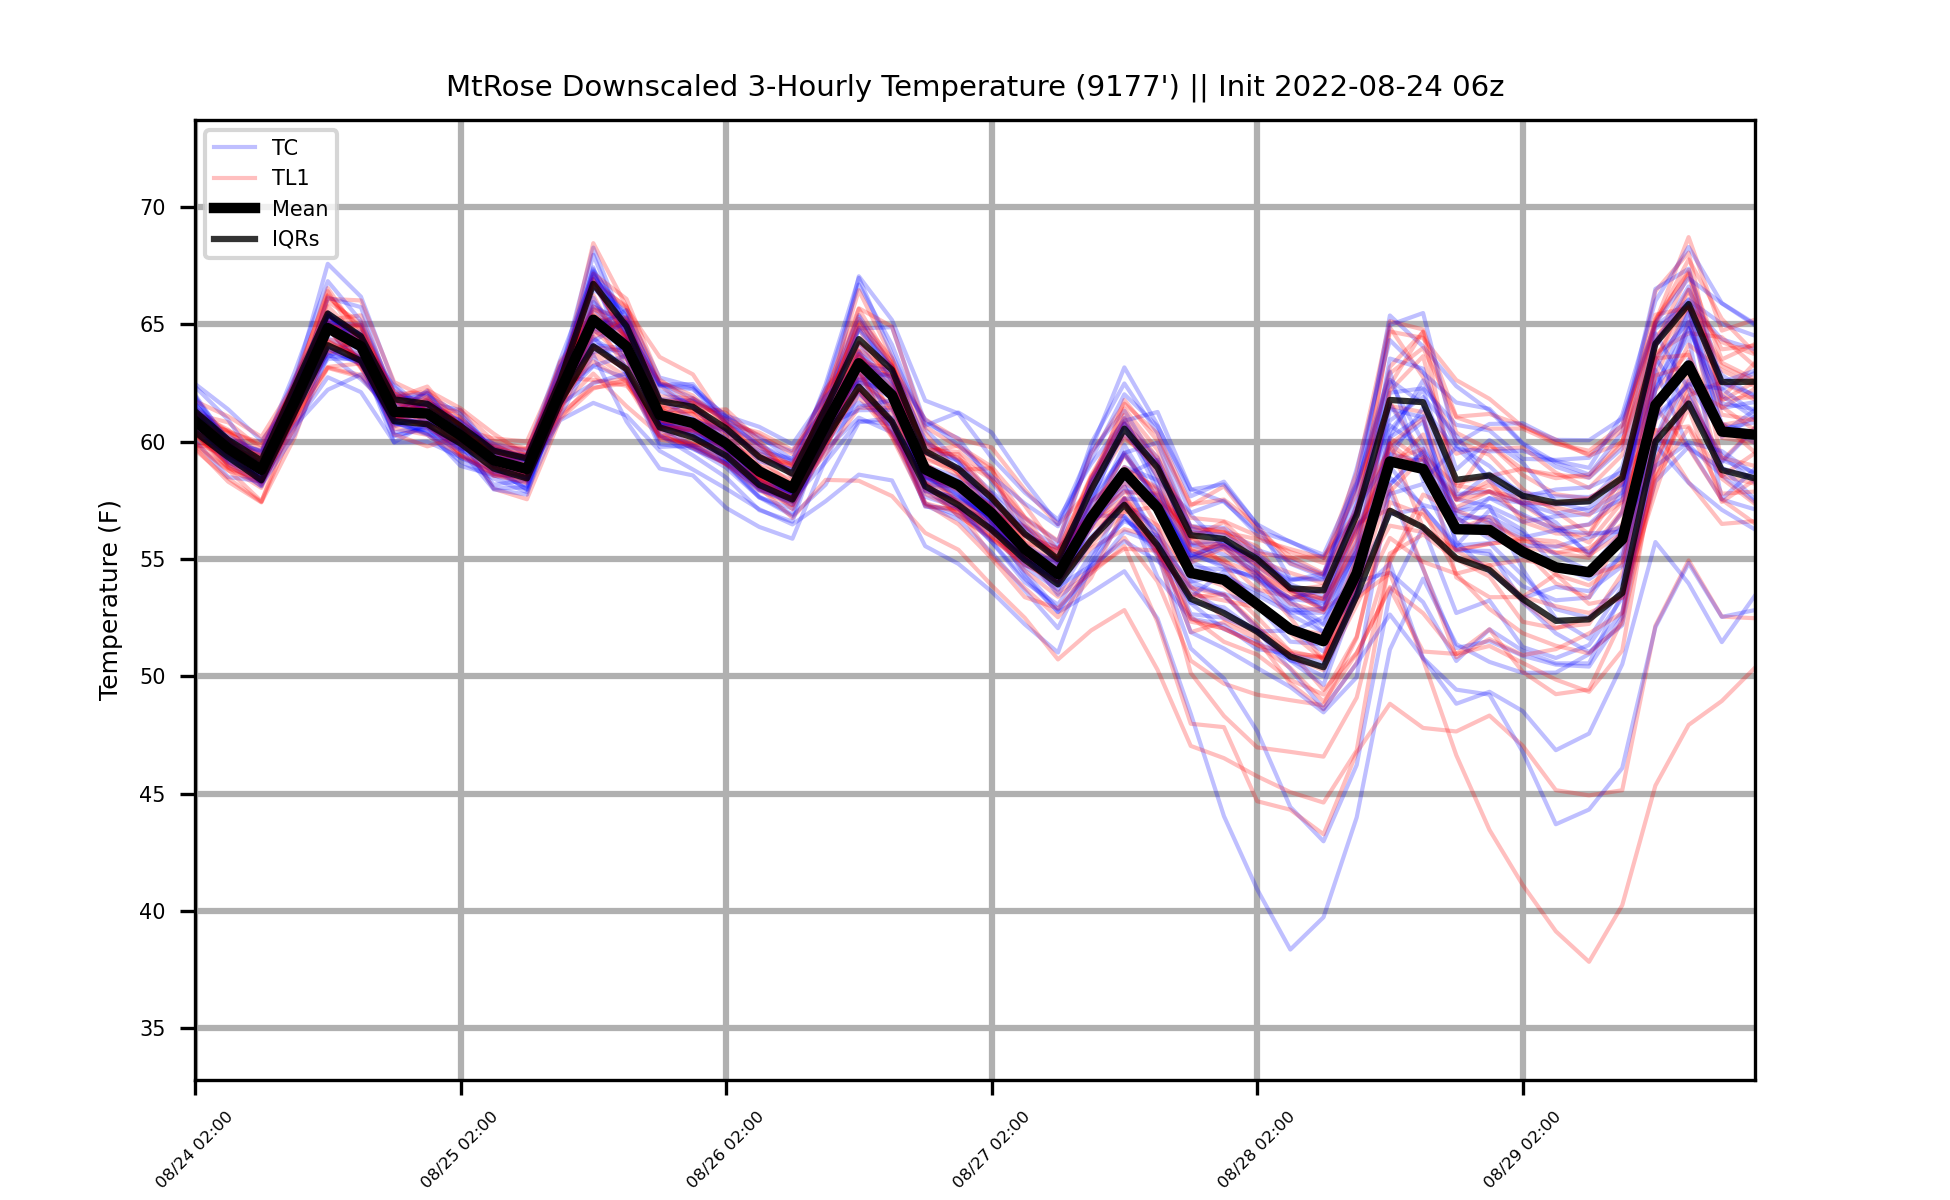 MtRose Downscaled 3-Hourly Temperature (9177') || Init 2022-08-24 06z
TC
TL1
Mean
IQRs
Temperature (F)
70
65
60
55
50
45
40
35
08/24 02:00
08/25 02:00
08/26 02:00
08/27 02:00
08/28 02:00
08/29 02:00